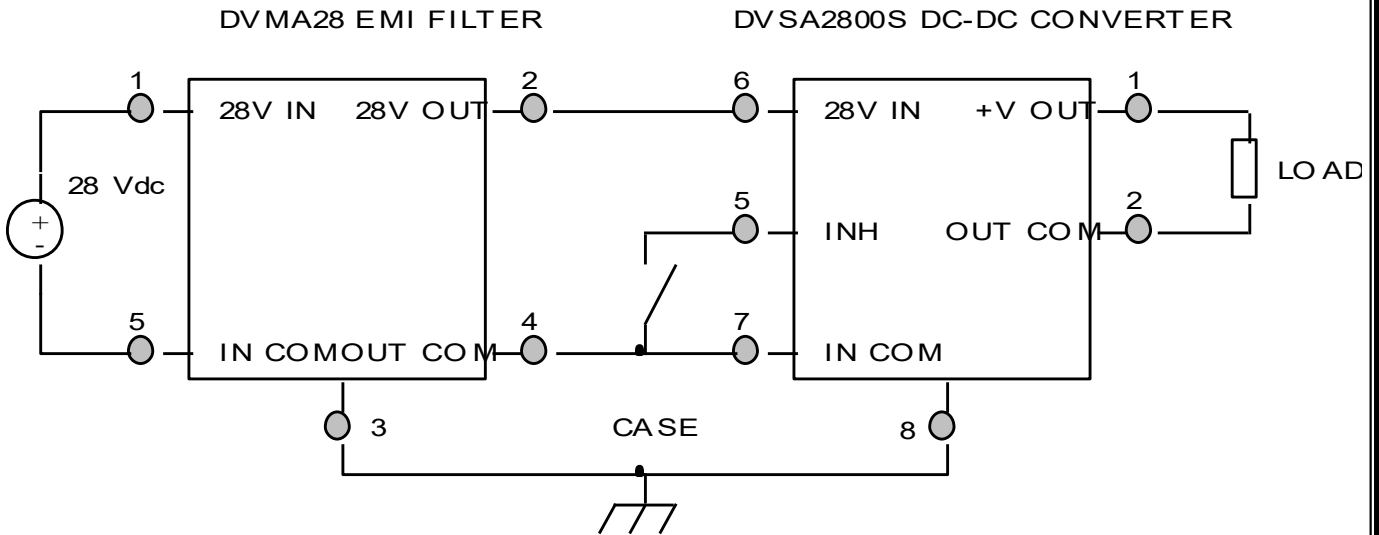 DVMA28 EMI FILTER
DVSA2800S DC-DC CONVERTER
1
2
6
1
28V IN
28V OUT
28V IN
+V OUT
28 Vdc
LOAD
+
-
5
2
INH
OUT COM
5
4
7
IN COM
OUT COM
IN COM
3
CASE
8